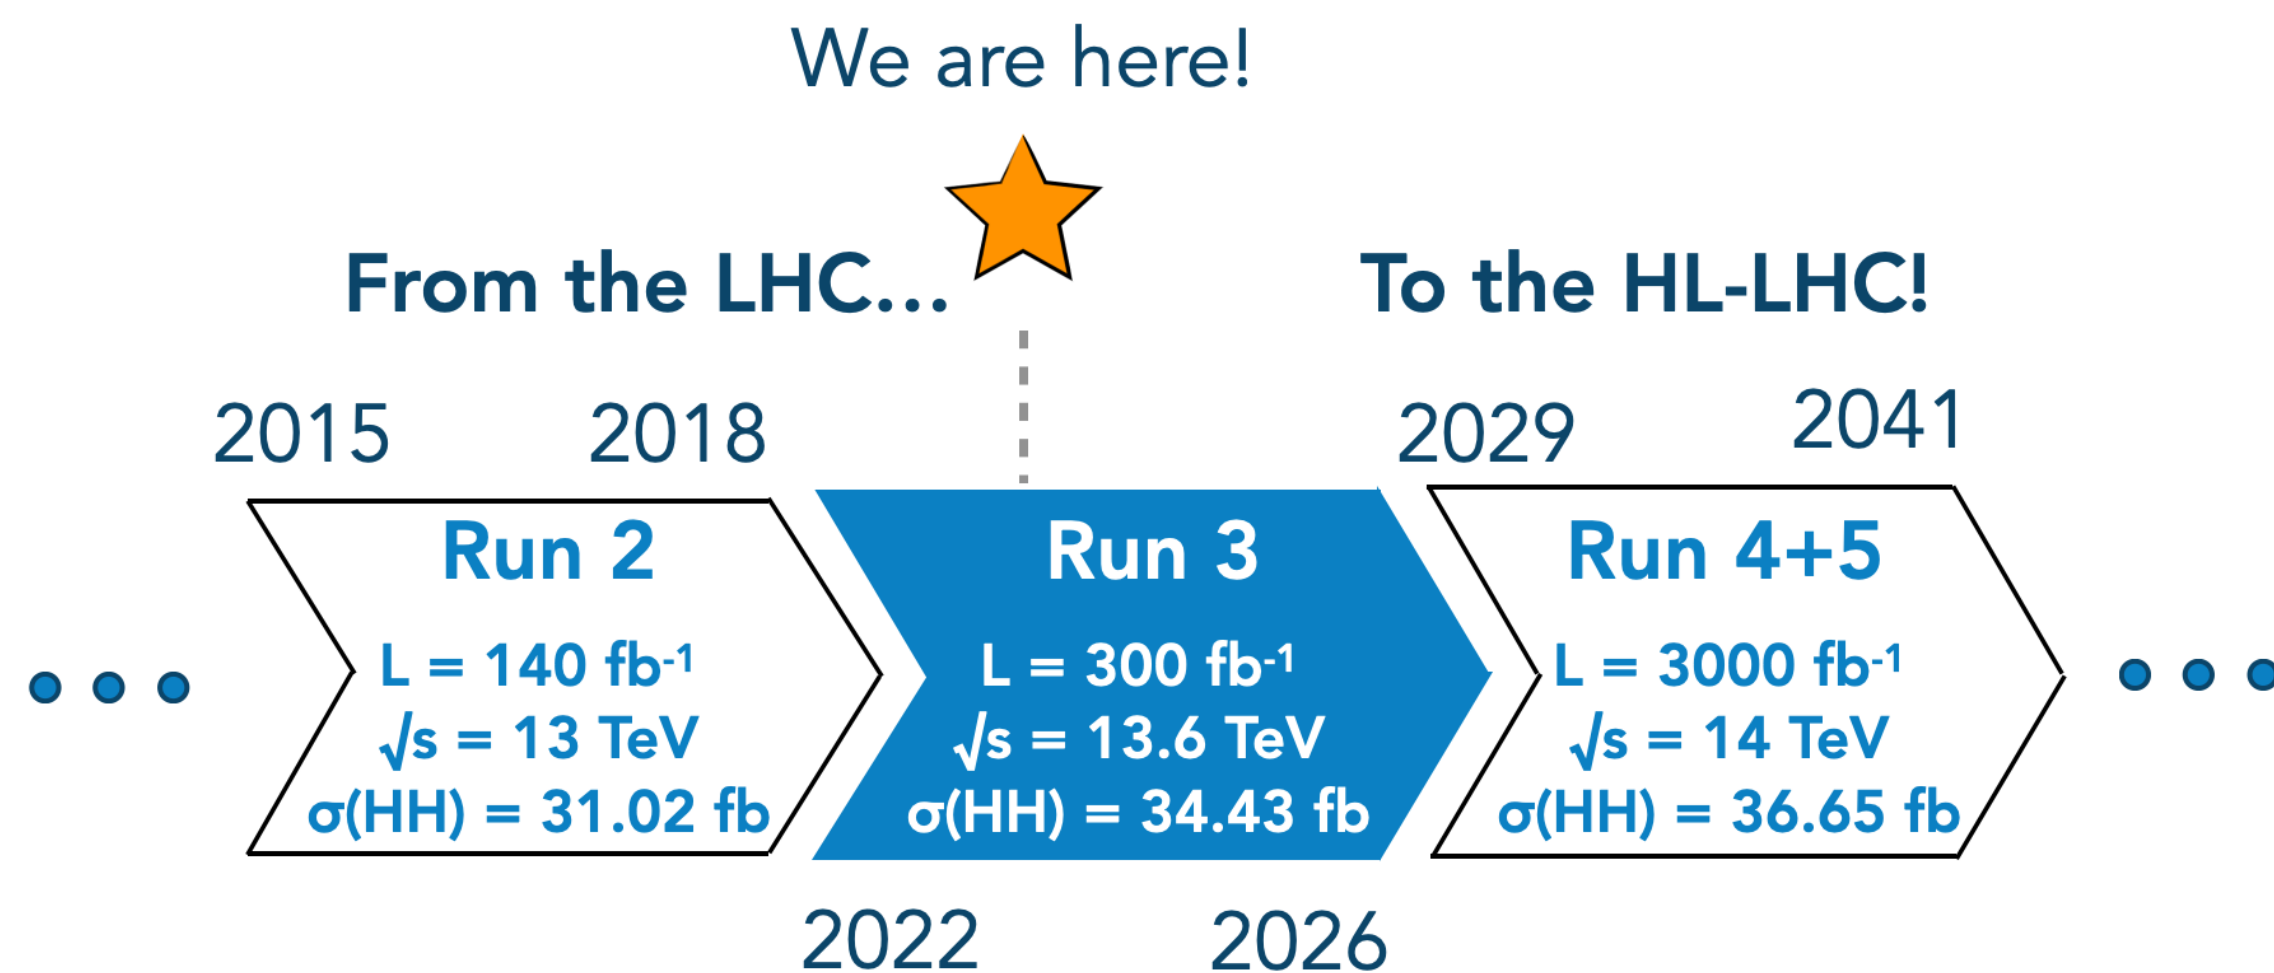 We are here!
From the LHC...
To the HL-LHC!
2015
2018
2029
2041
Run 2
L = 140 fb-1
√s = 13 TeV
σ(HH) = 31.02 fb
Run 3
L = 300 fb-1
√s = 13.6 TeV
σ(HH) = 34.43 fb
Run 4+5
L = 3000 fb-1
√s = 14 TeV
σ(HH) = 36.65 fb
2022
2026